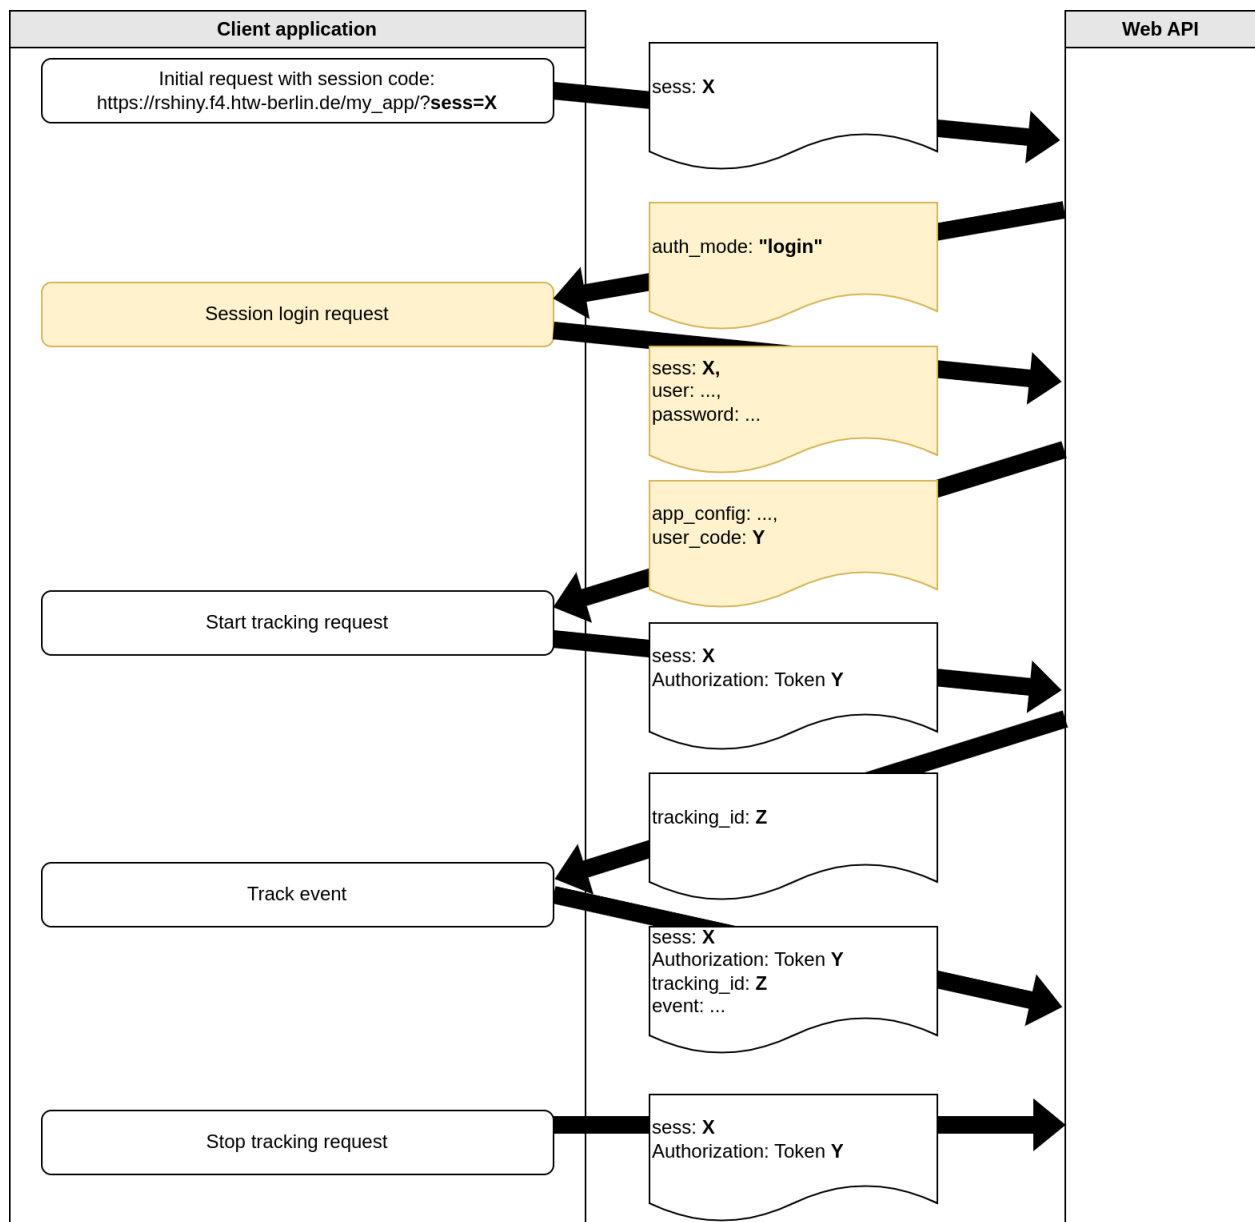 Client application
Web API
Initial request with session code:
https://rshiny.f4.htw-berlin.de/my_app/?sess=X
sess: X
auth_mode: "login"
Session login request
sess: X,
user: ...,
password: ...
app_config: ...,
user_code: Y
Start tracking request
sess: X
Authorization: Token Y
tracking_id: Z
Track event
sess: X
Authorization: Token Y
tracking_id: Z
event: ...
Stop tracking request
sess: X
Authorization: Token Y